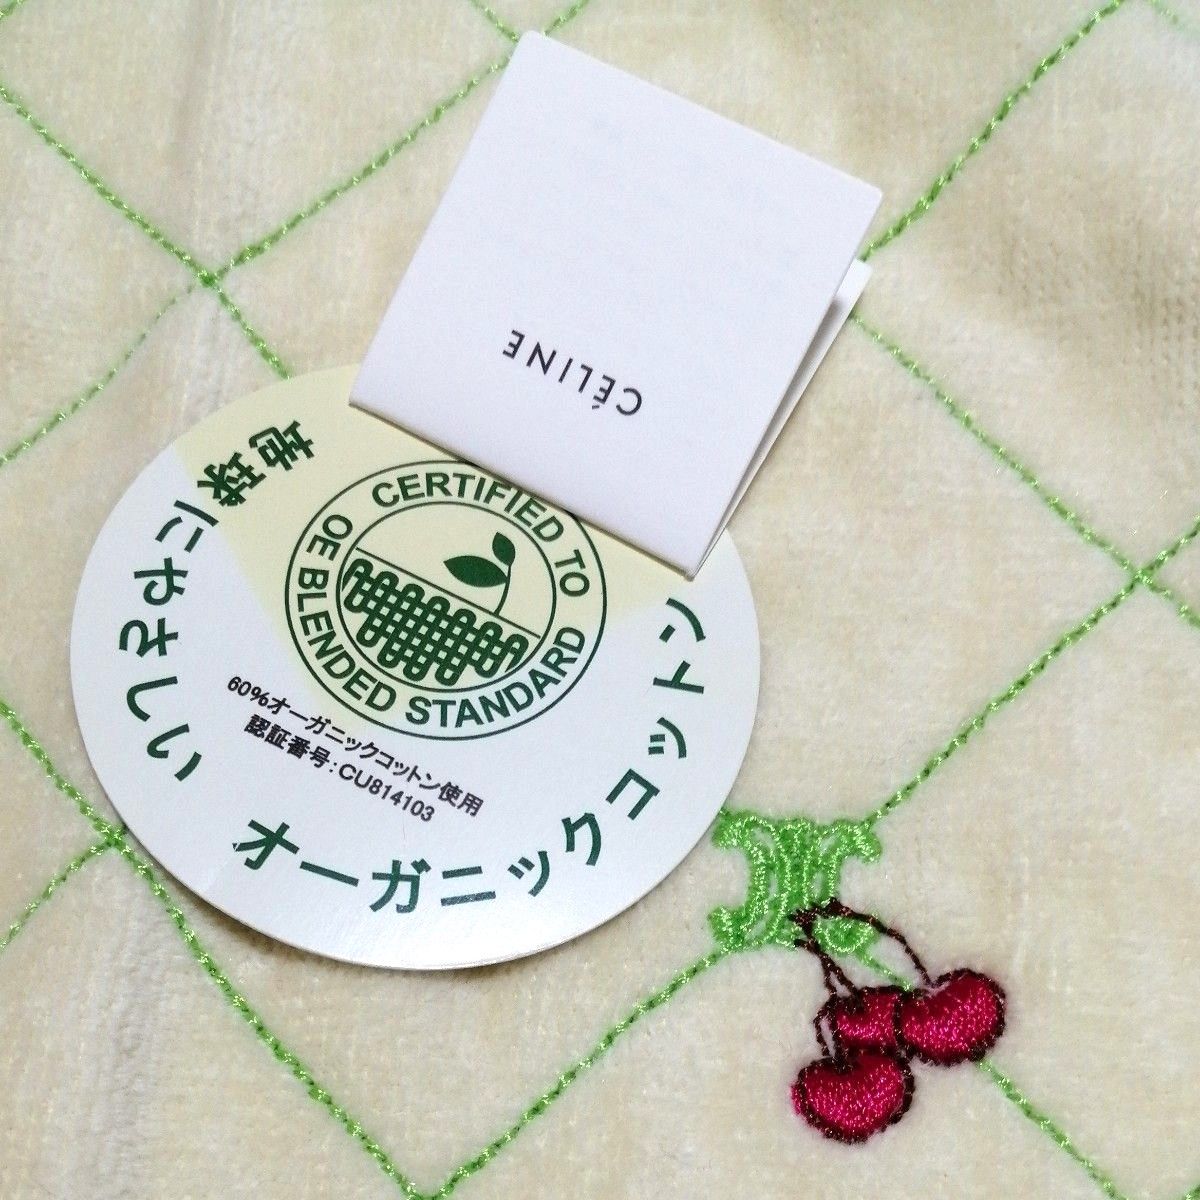 CÉLINE
地球にやさしい
オーガニックコットン
CERTIFIED TO
OE BLENDED STANDARD
60%オーガニックコットン使用
認証番号：CU814103